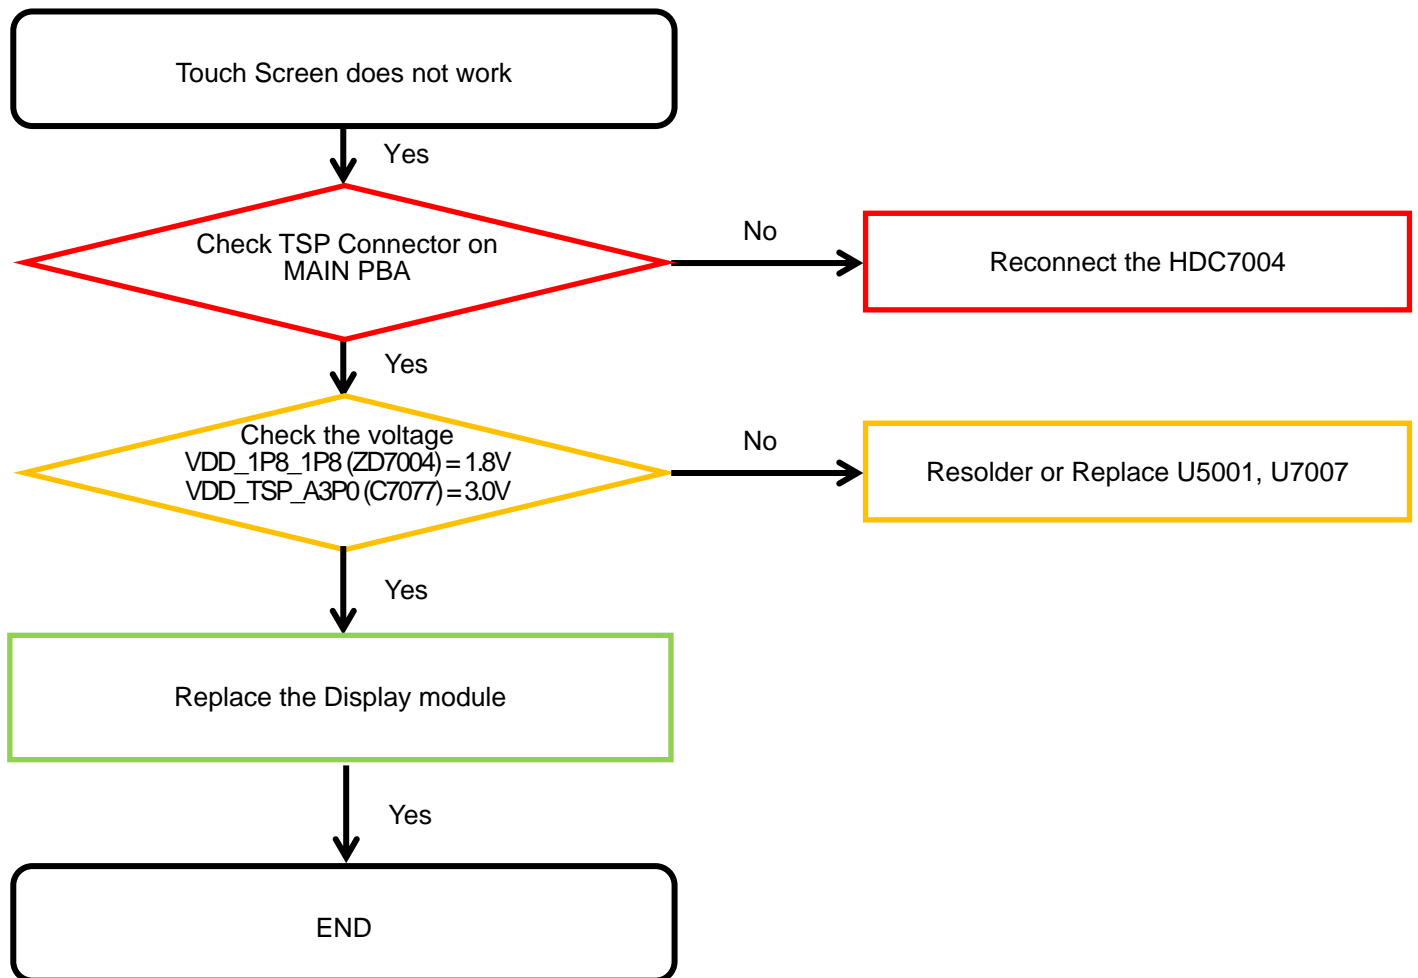 Touch Screen does not work
Yes
Check TSP Connector on
MAIN PBA
No
Reconnect the HDC7004
Yes
Check the voltage
VDD_1P8_1P8 (ZD7004) = 1.8V
VDD_TSP_A3P0 (C7077) = 3.0V
No
Resolder or Replace U5001, U7007
Yes
Replace the Display module
Yes
END